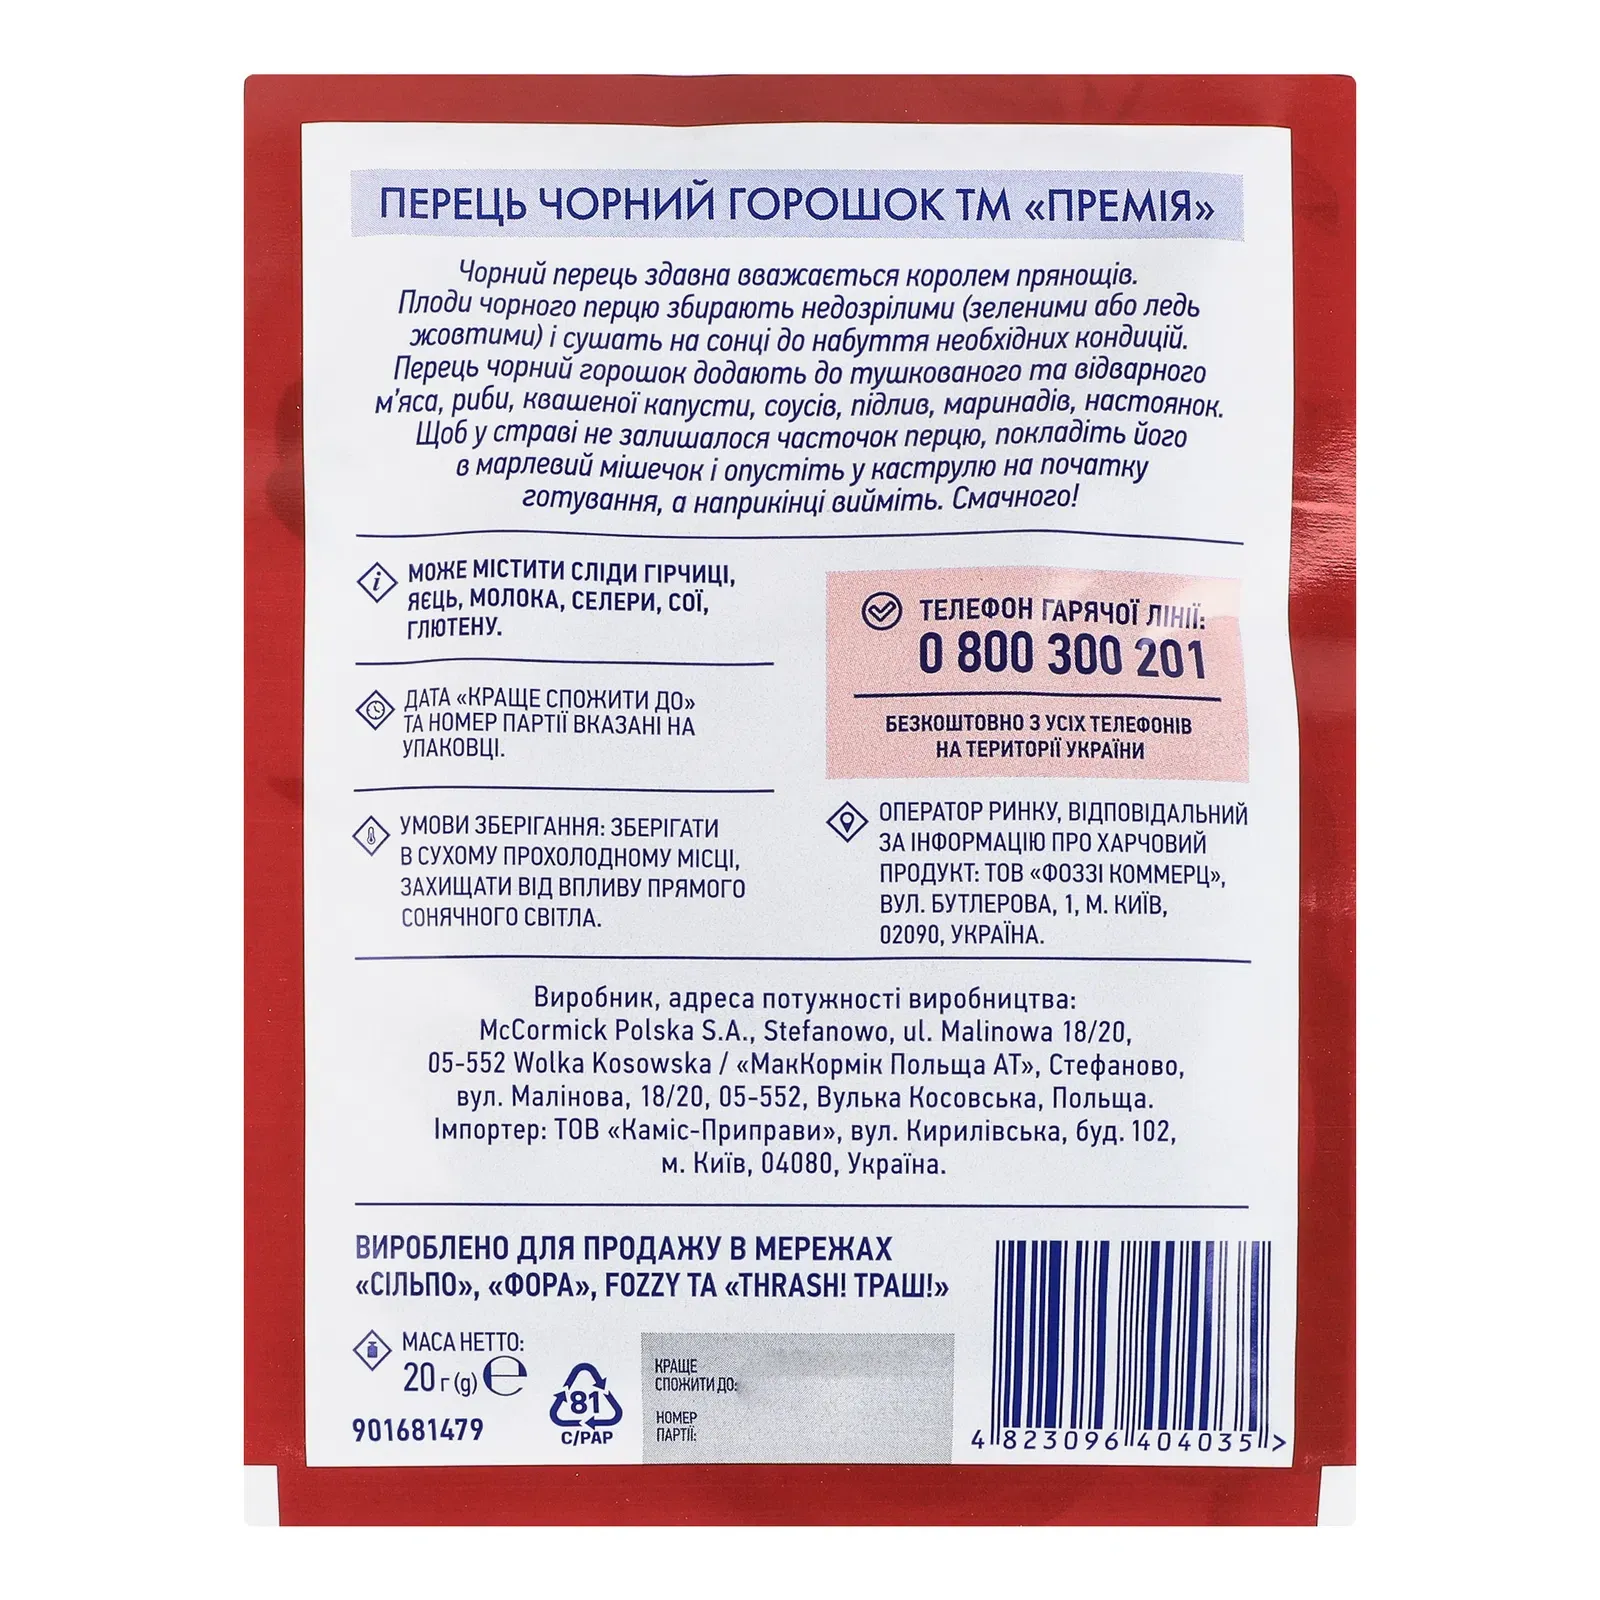 ПЕРЕЦЬ ЧОРНИЙ ГОРОШОК ТМ «ПРЕМІЯ»
Чорний перець здавна вважається королем прянощів.
Плоди чорного перцю збирають недозрілими (зеленими або ледь
жовтими) і сушать на сонці до набуття необхідних кондицій.
Перець чорний горошок додають до тушкованого та відварного
м'яса, риби, квашеної капусти, соусів, підлив, маринадів, настоянок.
Щоб у страві не залишалося часточок перцю, покладіть його
в марлевий мішечок і опустіть у каструлю на початку
готування, а наприкінці вийміть. Смачного!
МОЖЕ МІСТИТИ СЛІДИ ГІРЧИЦІ,
ЯЄЦЬ, МОЛОКА, СЕЛЕРИ, СОЇ,
ГЛЮТЕНУ.
ДАТА «КРАЩЕ СПОЖИТИ ДО»
ТА НОМЕР ПАРТІЇ ВКАЗАНІ НА
УПАКОВЦІ.
УМОВИ ЗБЕРІГАННЯ: ЗБЕРІГАТИ
В СУХОМУ ПРОХОЛОДНОМУ МІСЦІ,
ЗАХИЩАТИ ВІД ВПЛИВУ ПРЯМОГО
СОНЯЧНОГО СВІТЛА.
ТЕЛЕФОН ГАРЯЧОЇ ЛІНІЇ:
0 800 300 201
БЕЗКОШТОВНО З УСІХ ТЕЛЕФОНІВ
НА ТЕРИТОРІЇ УКРАЇНИ
ОПЕРАТОР РИНКУ, ВІДПОВІДАЛЬНИЙ
ЗА ІНФОРМАЦІЮ ПРО ХАРЧОВИЙ
ПРОДУКТ: ТОВ «ФОЗЗІ КОММЕРЦ»,
ВУЛ. БУТЛЕРОВА, 1, М. КИЇВ,
02090, УКРАЇНА.
Виробник, адреса потужності виробництва:
McCormick Polska S.A., Stefanowo, ul. Malinowa 18/20,
05-552 Wolka Kosowska / «МакКормік Польща АТ», Стефаново,
вул. Малінова, 18/20, 05-552, Вулька Косовська, Польща.
Імпортер: ТОВ «Каміс-Приправи», вул. Кирилівська, буд. 102,
м. Київ, 04080, Україна.
ВИРОБЛЕНО ДЛЯ ПРОДАЖУ В МЕРЕЖАХ
«СІЛЬПО», «ФОРА», FOZZY ТА «THRASH! ТРАШ!»
МАСА НЕТТО:
20 г (g) e
901681479
81
C/PAP
КРАЩЕ
СПОЖИТИ ДО:
НОМЕР
ПАРТІЇ:
4 823096 404035 >